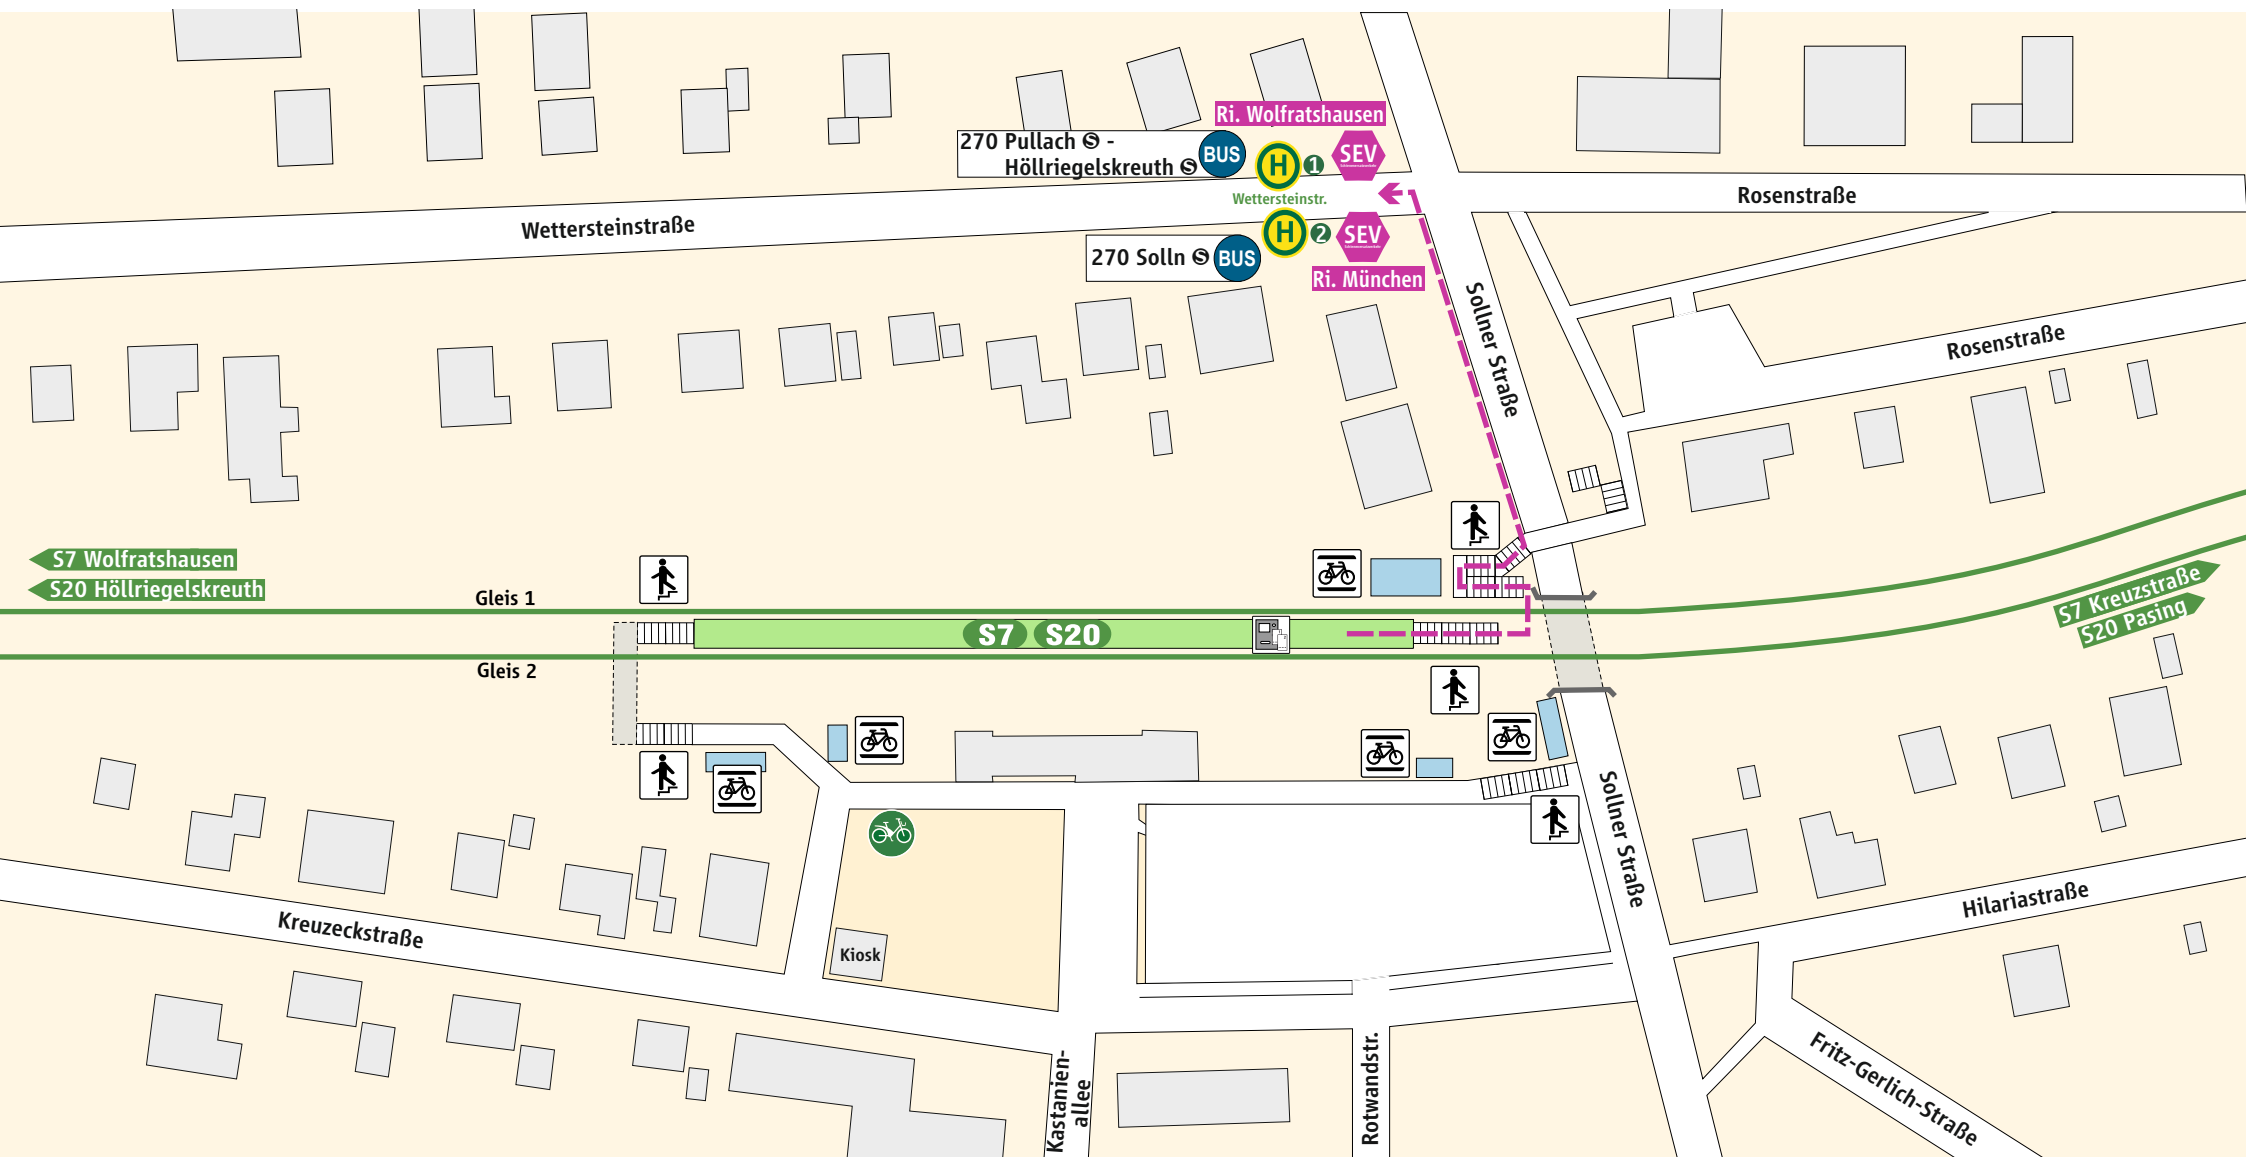 Ri. Wolfratshausen
270 Pullach S -
Höllriegelskreuth S
BUS
H
1
SEV
Wettersteinstr.
Rosenstraße
Wettersteinstraße
H
2
SEV
270 Solln S
BUS
Ri. München
Sollner Straße
Rosenstraße
S7 Wolfratshausen
S20 Höllriegelskreuth
Gleis 1
S7 Kreuzstraße
S20 Pasing
S7
S20
Gleis 2
Sollner Straße
Kreuzeckstraße
Kiosk
Hilariastraße
Kastanien-
allee
Rotwandstr.
Fritz-Gerlich-Straße